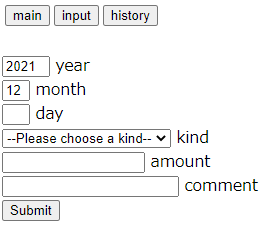 main input history
2021 year
12 month
day
--Please choose a kind-- kind
amount
comment
Submit